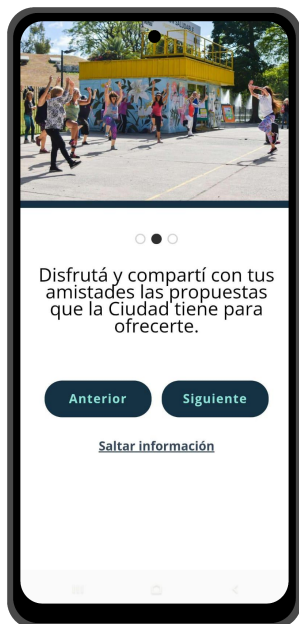 Disfrutá y compartí con tus
amistades las propuestas
que la Ciudad tiene para
ofrecerte.
Anterior
Siguiente
Saltar información